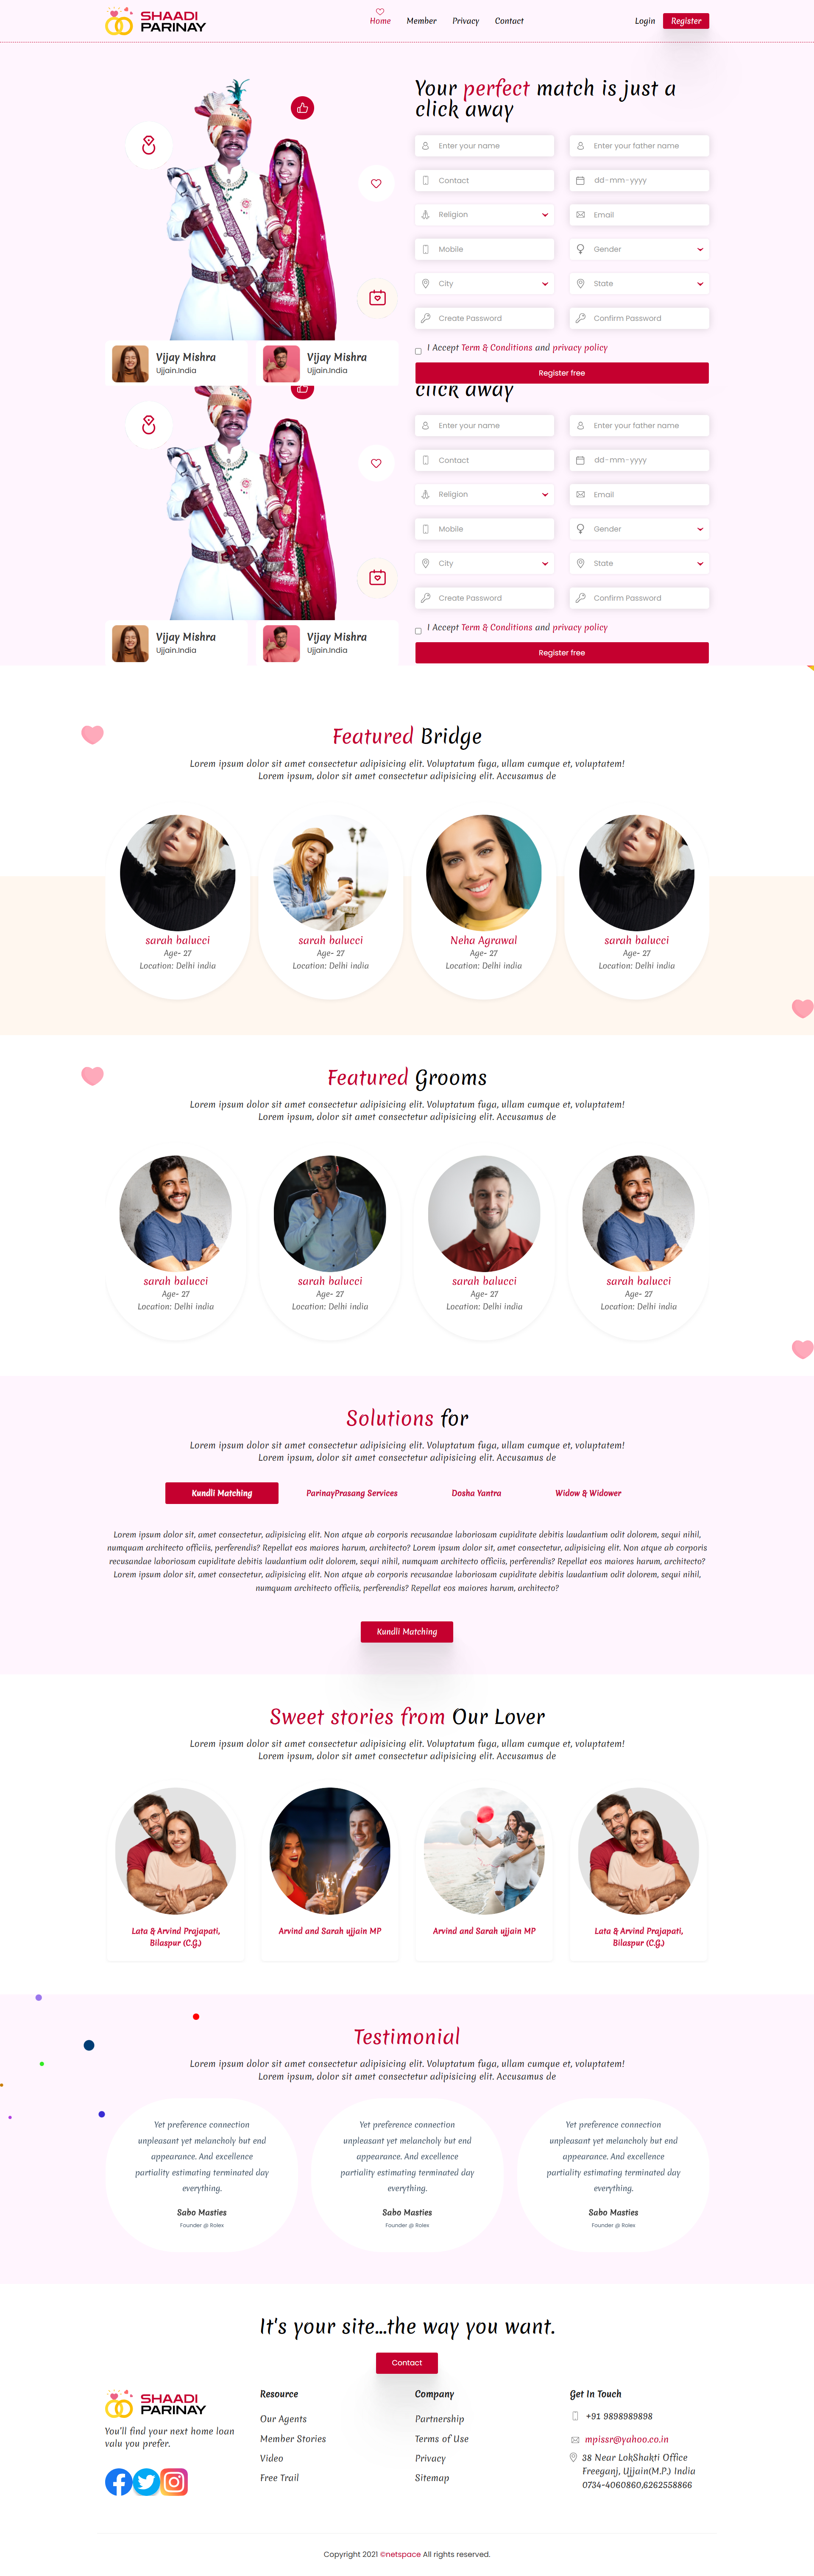 SHAADI
PARINAY
Home Member Privacy Contact Login Register
Your perfect match is just a
click away
Enter your name Enter your father name
Contact dd-mm-yyyy
Religion Email
Mobile Gender
City State
Create Password Confirm Password
I Accept Term & Conditions and privacy policy
Register free
Vijay Mishra Vijay Mishra
Ujjain.India Ujjain.India
click away
Enter your name Enter your father name
Contact dd-mm-yyyy
Religion Email
Mobile Gender
City State
Create Password Confirm Password
I Accept Term & Conditions and privacy policy
Register free
Vijay Mishra Vijay Mishra
Ujjain.India Ujjain.India
Featured Bridge
Lorem ipsum dolor sit amet consectetur adipisicing elit. Voluptatum fuga, ullam cumque et, voluptatem!
Lorem ipsum, dolor sit amet consectetur adipisicing elit. Accusamus de
sarah balucci sarah balucci Neha Agrawal sarah balucci
Age- 27 Age- 27 Age- 27 Age- 27
Location: Delhi india Location: Delhi india Location: Delhi india Location: Delhi india
Featured Grooms
Lorem ipsum dolor sit amet consectetur adipisicing elit. Voluptatum fuga, ullam cumque et, voluptatem!
Lorem ipsum, dolor sit amet consectetur adipisicing elit. Accusamus de
sarah balucci sarah balucci sarah balucci sarah balucci
Age- 27 Age- 27 Age- 27 Age- 27
Location: Delhi india Location: Delhi india Location: Delhi india Location: Delhi india
Solutions for
Lorem ipsum dolor sit amet consectetur adipisicing elit. Voluptatum fuga, ullam cumque et, voluptatem!
Lorem ipsum, dolor sit amet consectetur adipisicing elit. Accusamus de
Kundli Matching ParinayPrasang Services Dosha Yantra Widow & Widower
Lorem ipsum dolor sit, amet consectetur, adipisicing elit. Non atque ab corporis recusandae laboriosam cupiditate debitis laudantium odit dolorem, sequi nihil,
numquam architecto officiis, perferendis? Repellat eos maiores harum, architecto? Lorem ipsum dolor sit, amet consectetur, adipisicing elit. Non atque ab corporis
recusandae laboriosam cupiditate debitis laudantium odit dolorem, sequi nihil, numquam architecto officiis, perferendis? Repellat eos maiores harum, architecto?
Lorem ipsum dolor sit, amet consectetur, adipisicing elit. Non atque ab corporis recusandae laboriosam cupiditate debitis laudantium odit dolorem, sequi nihil,
numquam architecto officiis, perferendis? Repellat eos maiores harum, architecto?
Kundli Matching
Sweet stories from Our Lover
Lorem ipsum dolor sit amet consectetur adipisicing elit. Voluptatum fuga, ullam cumque et, voluptatem!
Lorem ipsum, dolor sit amet consectetur adipisicing elit. Accusamus de
Lata & Arvind Prajapati, Arvind and Sarah ujjain MP Arvind and Sarah ujjain MP Lata & Arvind Prajapati,
Bilaspur (C.G.) Bilaspur (C.G.)
Testimonial
Lorem ipsum dolor sit amet consectetur adipisicing elit. Voluptatum fuga, ullam cumque et, voluptatem!
Lorem ipsum, dolor sit amet consectetur adipisicing elit. Accusamus de
Yet preference connection Yet preference connection Yet preference connection
unpleasant yet melancholy but end unpleasant yet melancholy but end unpleasant yet melancholy but end
appearance. And excellence appearance. And excellence appearance. And excellence
partiality estimating terminated day partiality estimating terminated day partiality estimating terminated day
everything. everything. everything.
Sabo Masties Sabo Masties Sabo Masties
Founder @ Rolex Founder @ Rolex Founder @ Rolex
It's your site...the way you want.
Contact
SHAADI
PARINAY
You'll find your next home loan
valu you prefer.
Resource
Our Agents
Member Stories
Video
Free Trail
Company
Partnership
Terms of Use
Privacy
Sitemap
Get In Touch
+91 9898989898
mpissr@yahoo.co.in
38 Near LokShakti Office
Freeganj, Ujjain(M.P.) India
0734-4060860,6262558866
Copyright 2021 ©netspace All rights reserved.